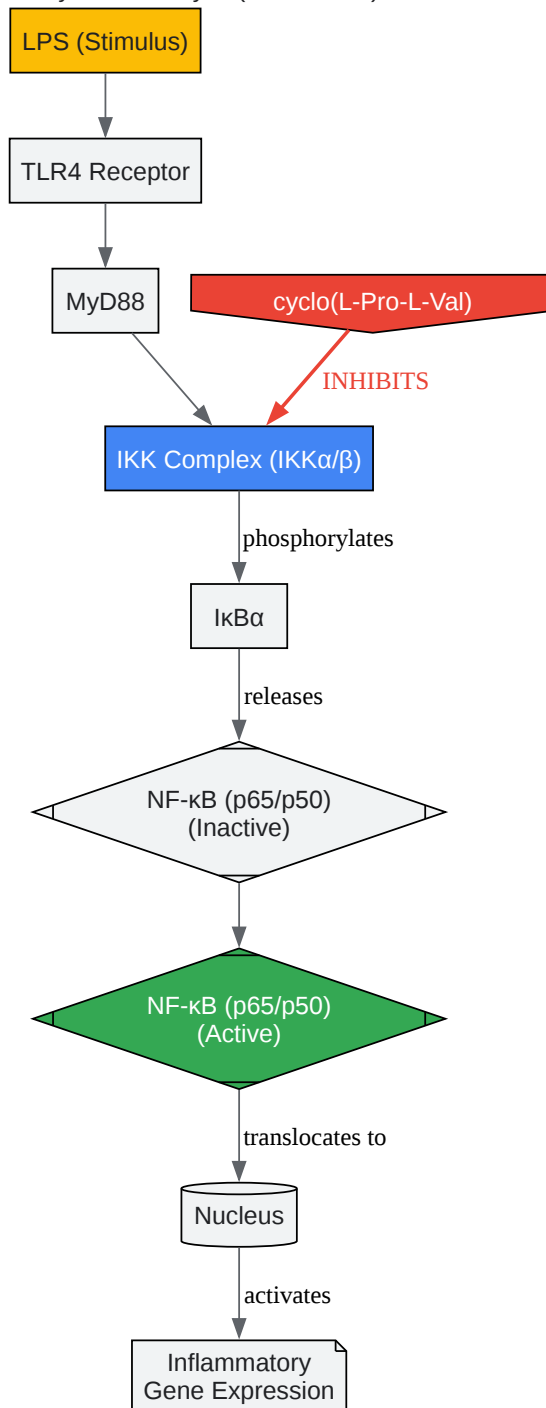 LPS (Stimulus)
TLR4 Receptor
MyD88
cyclo(L-Pro-L-Val)
INHIBITS
IKK Complex (IKKα/β)
phosphorylates
IκBα
releases
NF-κB (p65/p50)
(Inactive)
NF-κB (p65/p50)
(Active)
translocates to
Nucleus
activates
Inflammatory
Gene Expression